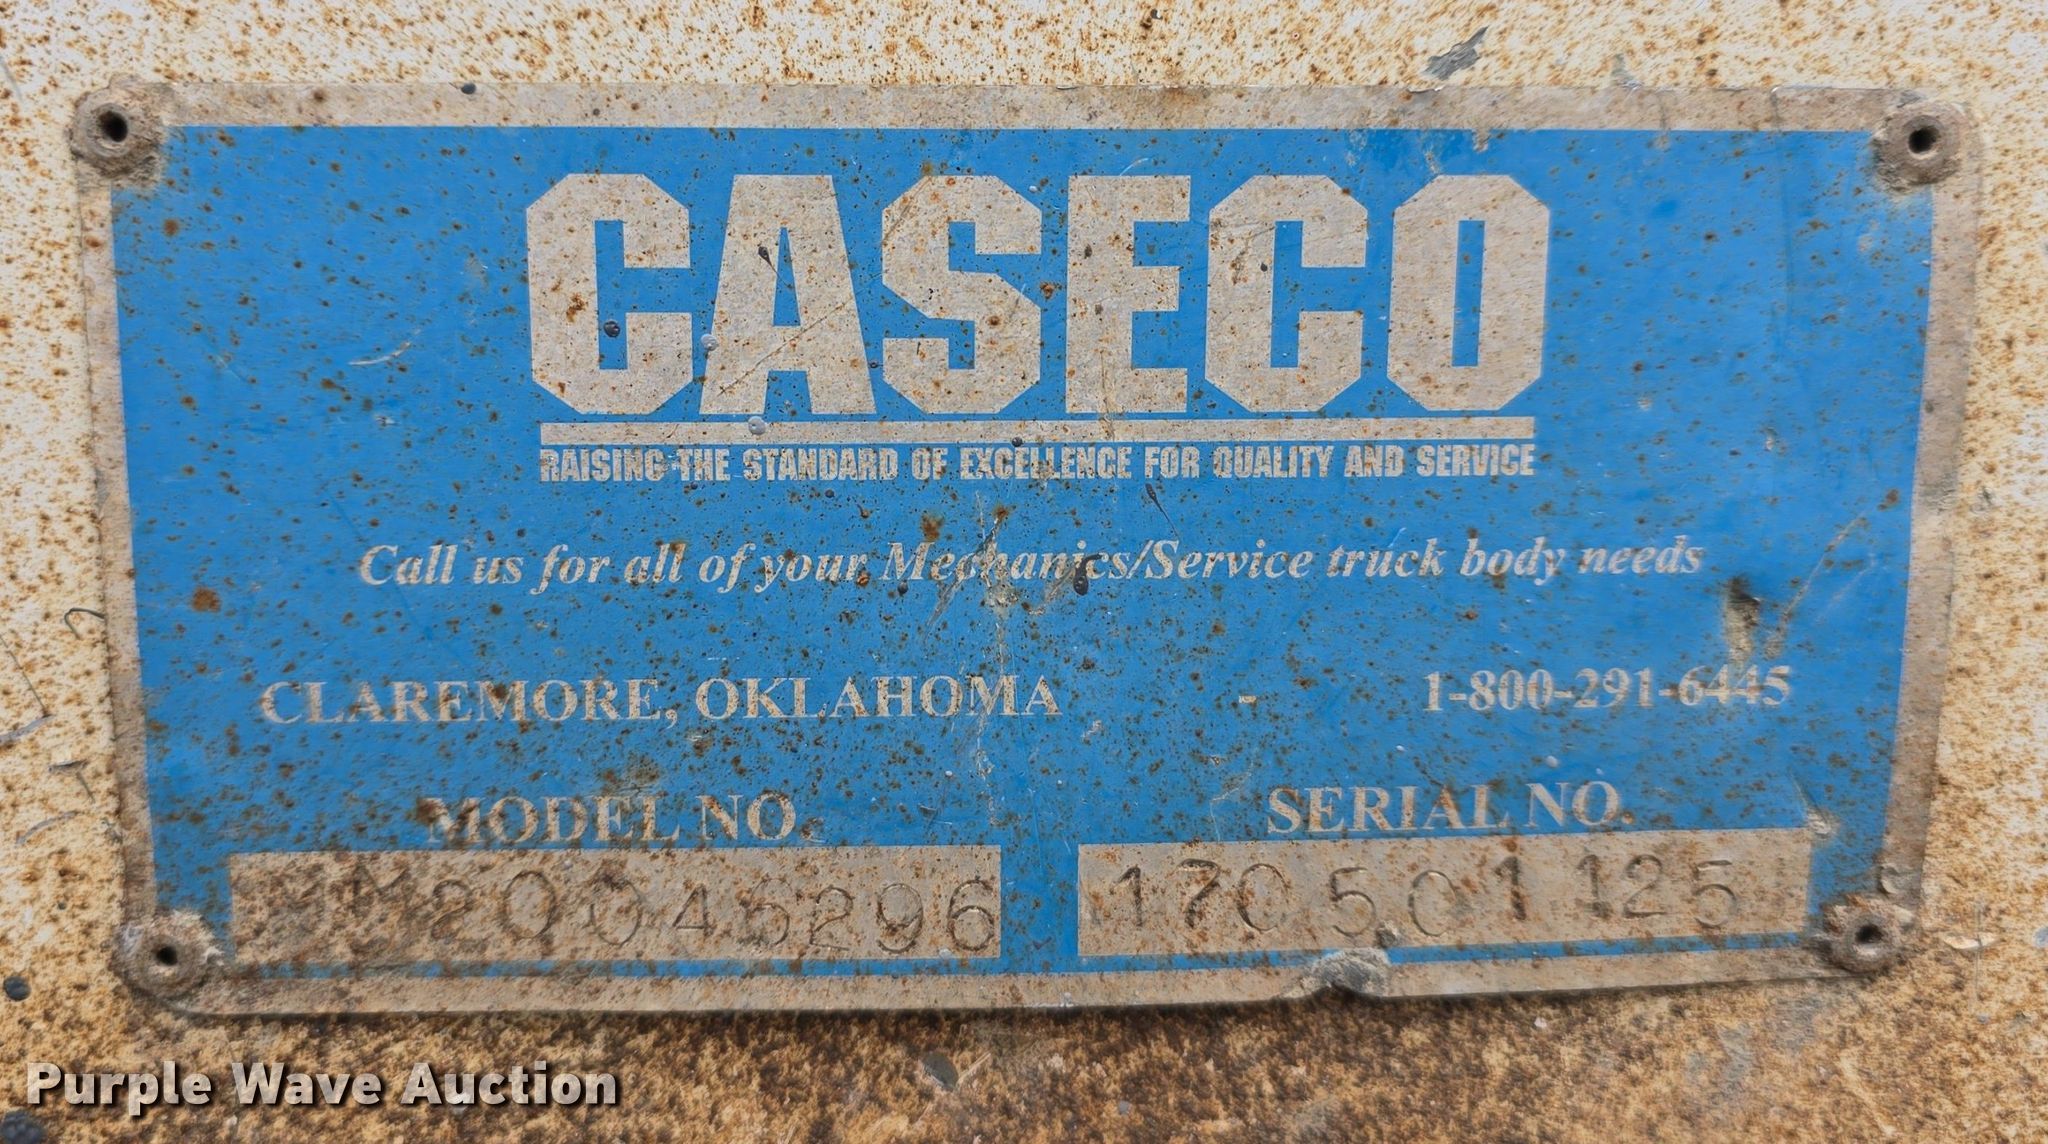 CASECO
RAISING THE STANDARD OF EXCELLENCE FOR QUALITY AND SERVICE
Call us for all of your Mechanics/Service truck body needs
CLAREMORE, OKLAHOMA - 1-800-291-6445
MODEL NO. SERIAL NO.
170501125
Purple Wave Auction